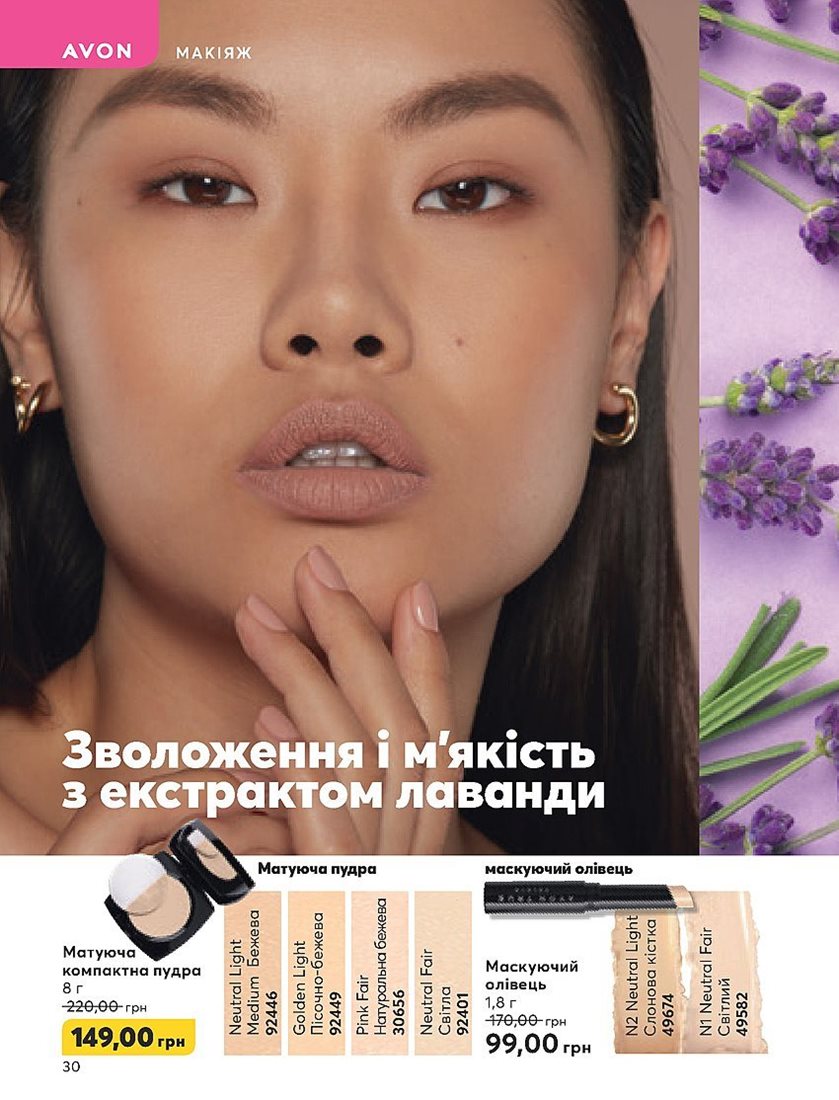 AVON
МАКІЯЖ
Зволоження і м'якість
з екстрактом лаванди
Матуюча пудра
маскуючий олівець
Матуюча
компактна пудра
8 г
220,00 грн
149,00 грн
Neutral Light
Medium Бежева
92446
Golden Light
Пісочно-бежева
92449
Pink Fair
Натуральна бежева
30656
Neutral Fair
Світла
92401
Маскуючий
олівець
1,8 г
170,00 грн
99,00 грн
N2 Neutral Light
Слонова кістка
49674
N1 Neutral Fair
Світлий
49582
30